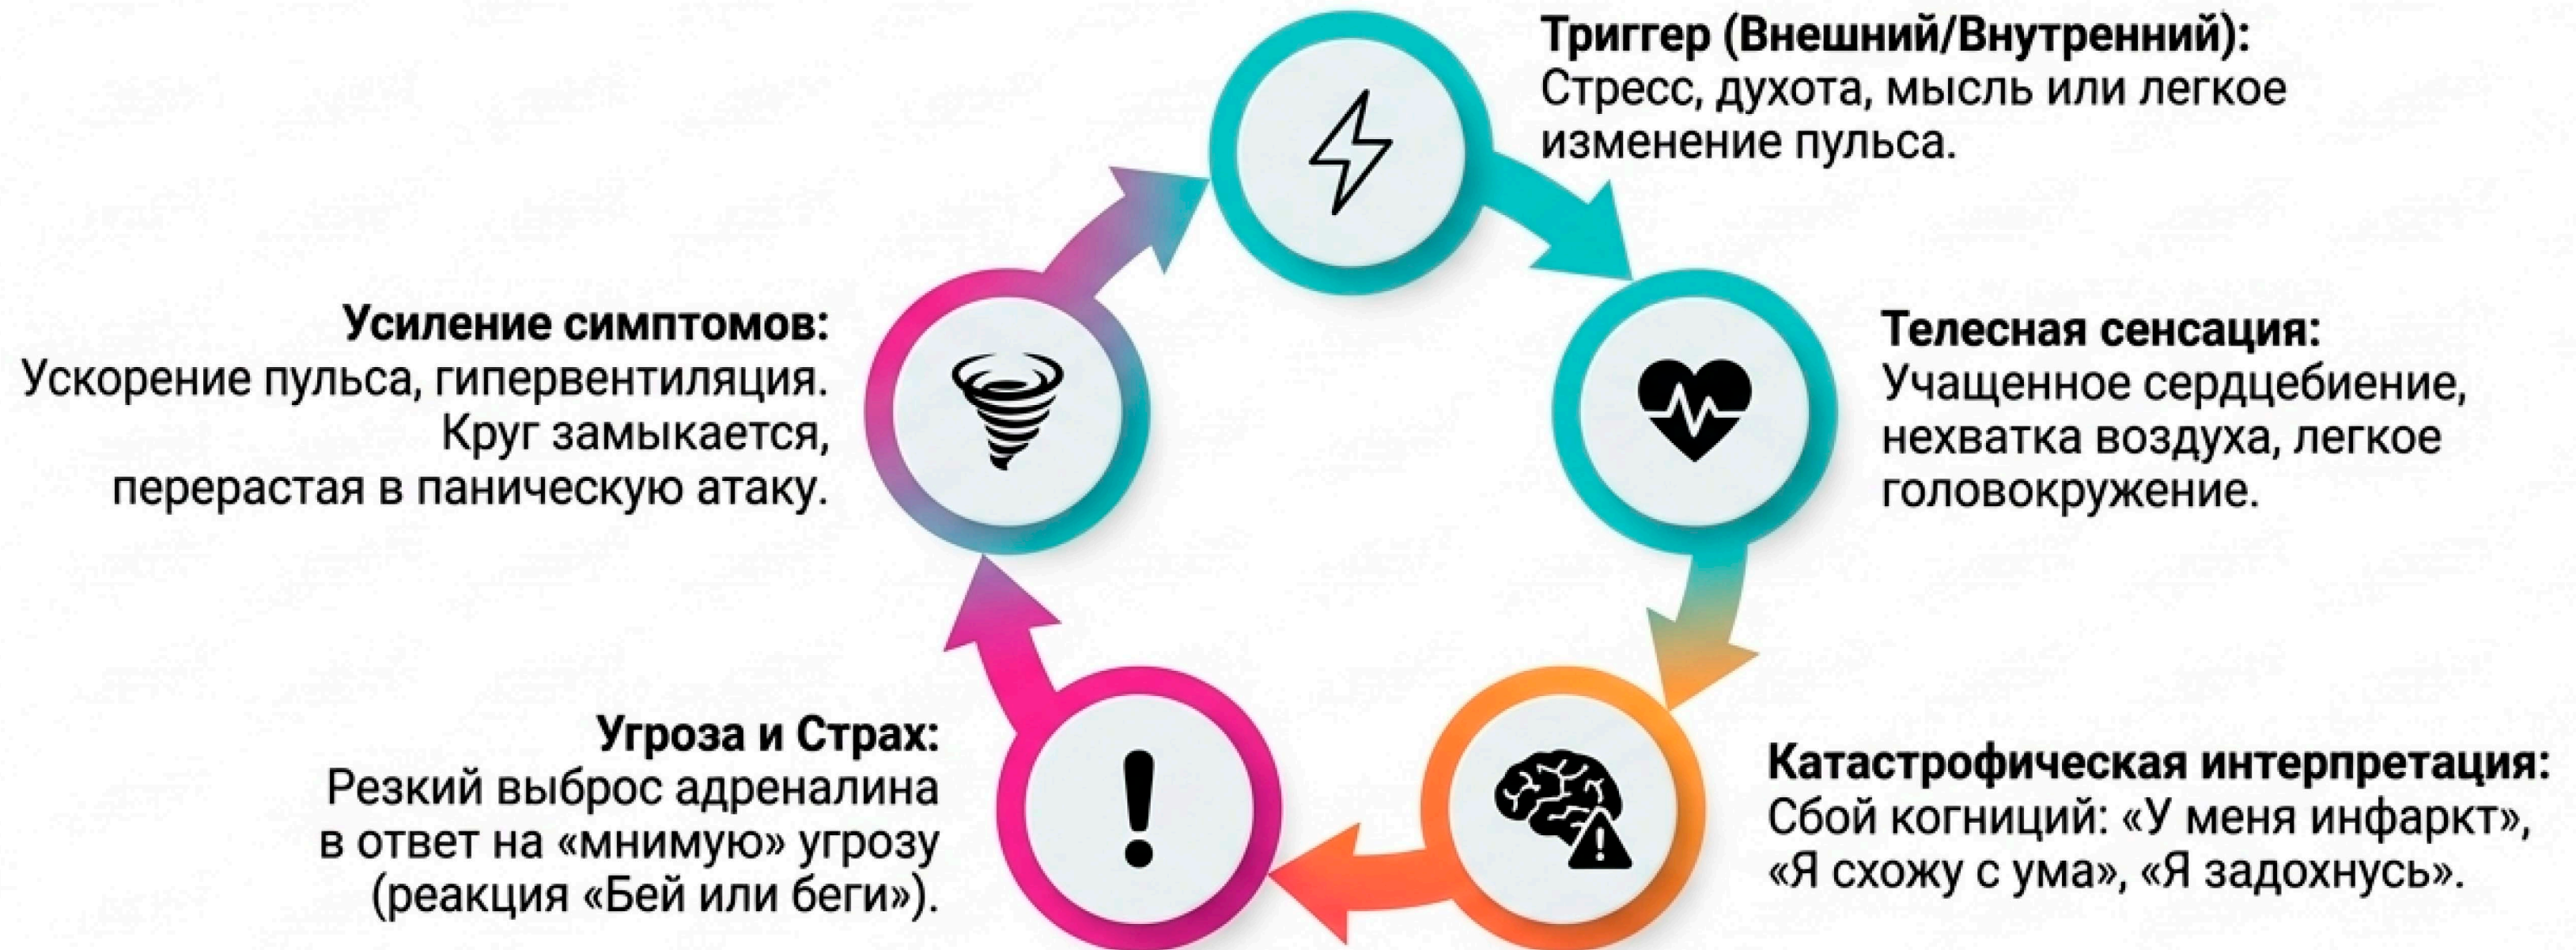 Триггер (Внешний/Внутренний):
Стресс, духота, мысль или легкое
изменение пульса.
Телесная сенсация:
Учащенное сердцебиение,
нехватка воздуха, легкое
головокружение.
Катастрофическая интерпретация:
Сбой когниций: «У меня инфаркт»,
«Я схожу с ума», «Я задохнусь».
Угроза и Страх:
Резкий выброс адреналина
в ответ на «мнимую» угрозу
(реакция «Бей или беги»).
Усиление симптомов:
Ускорение пульса, гипервентиляция.
Круг замыкается,
перерастая в паническую атаку.